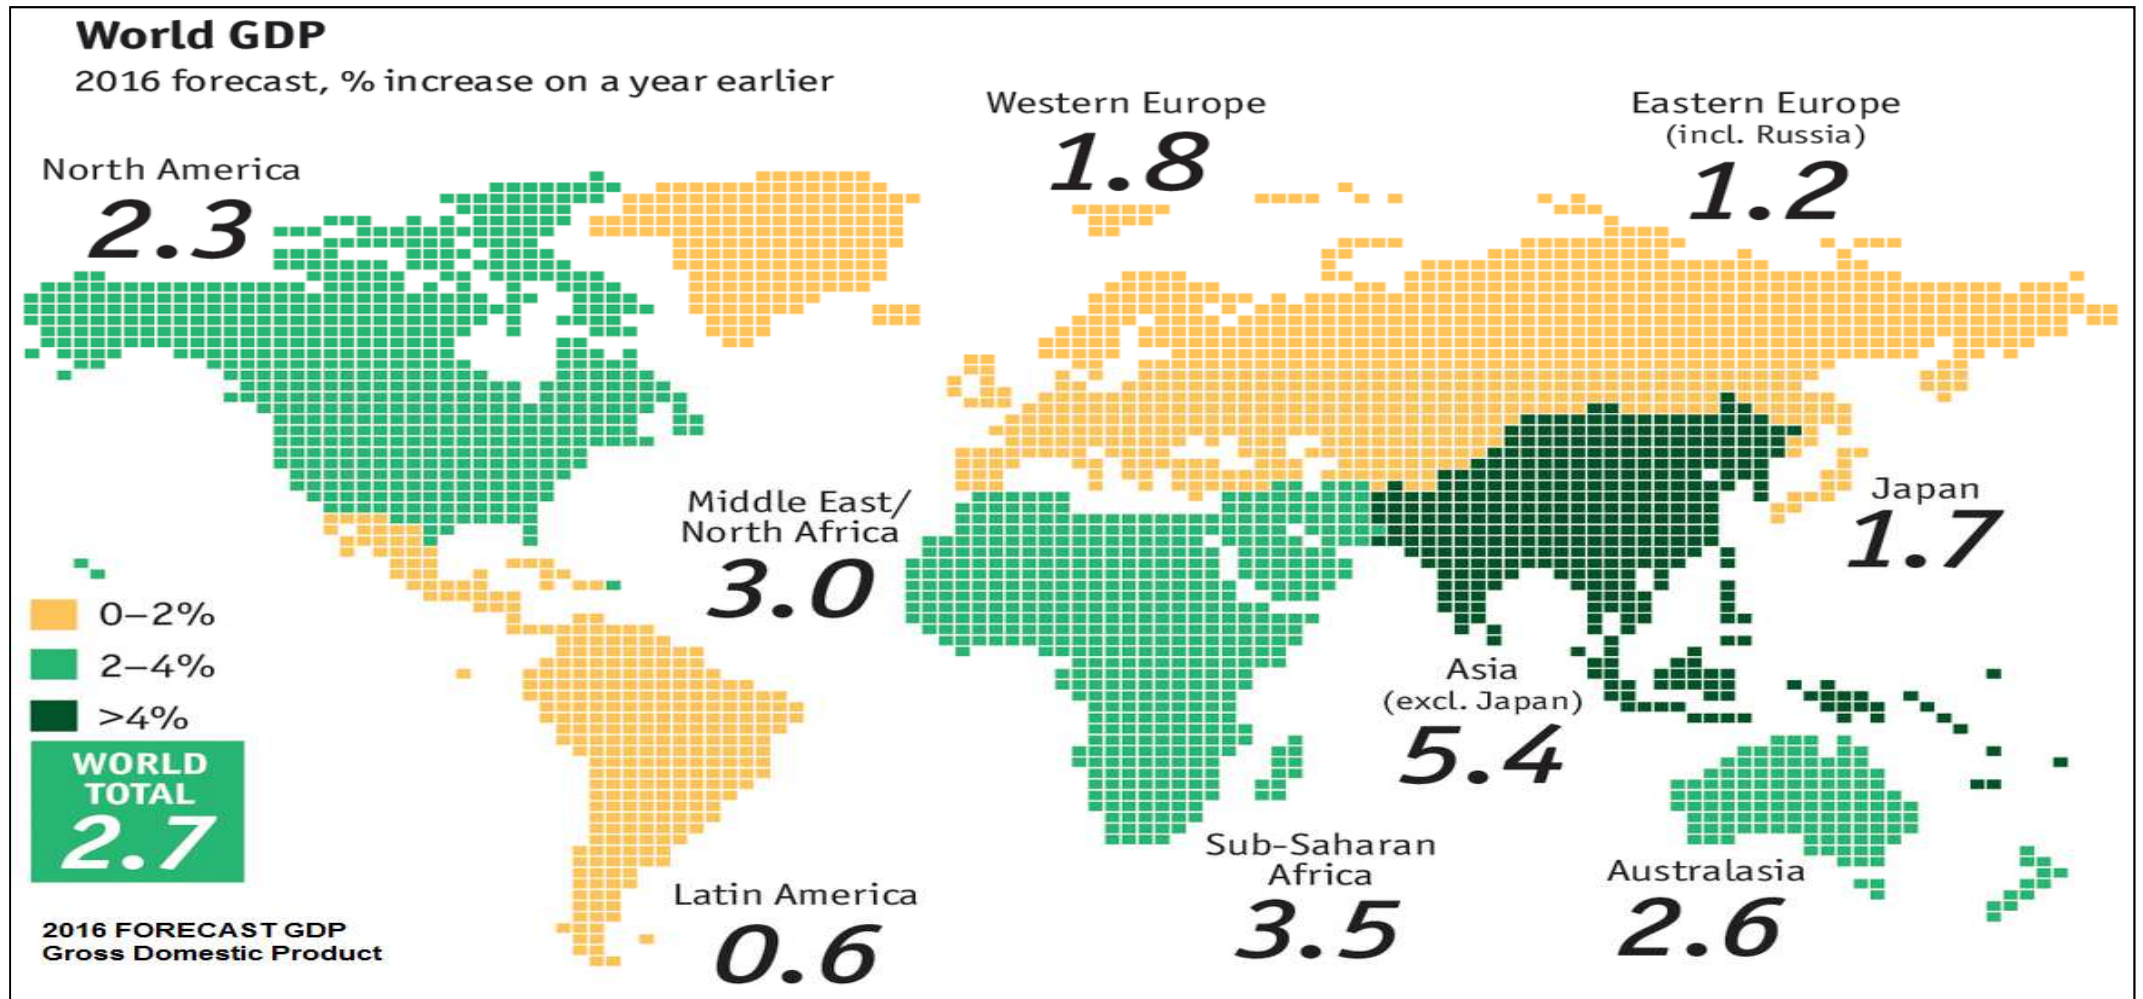 World GDP
2016 forecast, % increase on a year earlier
North America
2.3
Western Europe
1.8
Eastern Europe
(incl. Russia)
1.2
Middle East/
North Africa
3.0
Japan
1.7
Asia
(excl. Japan)
5.4
0–2%
2–4%
>4%
WORLD
TOTAL
2.7
Sub-Saharan
Africa
3.5
Australasia
2.6
Latin America
0.6
2016 FORECAST GDP
Gross Domestic Product